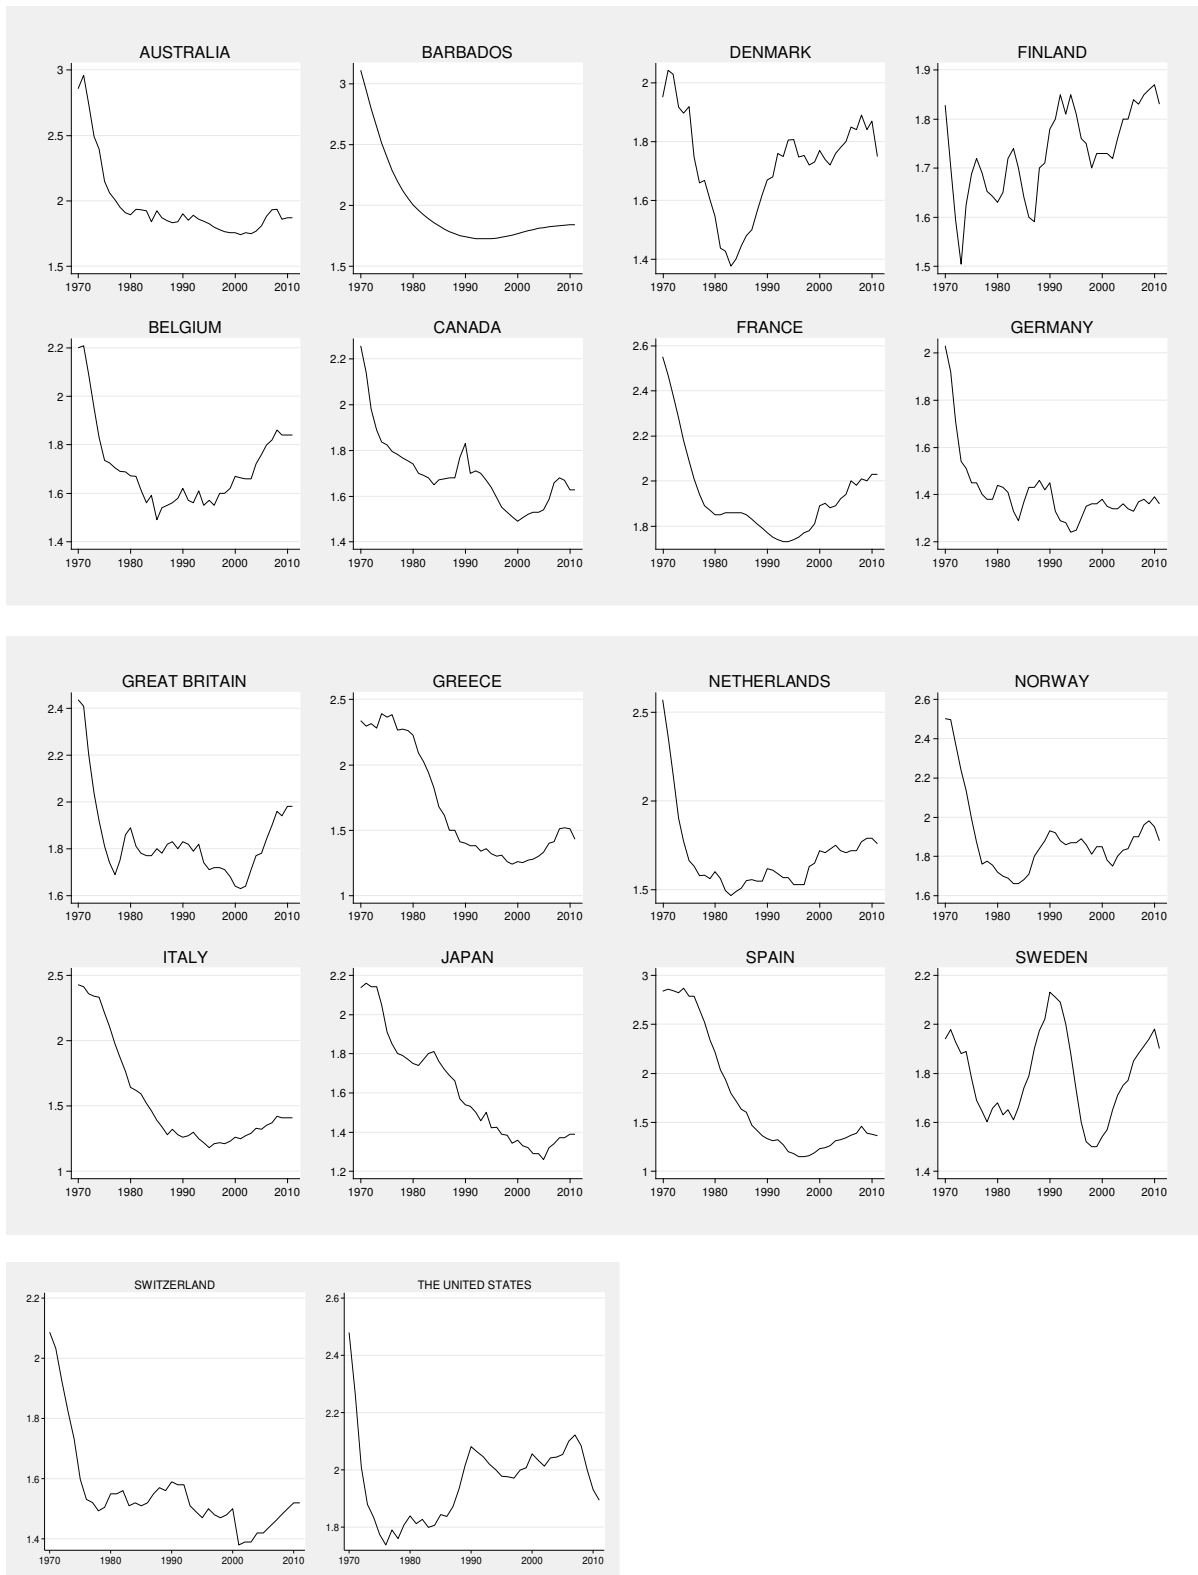 AUSTRALIA
3
2.5
2
1.5
1970 1980 1990 2000 2010
BARBADOS
3
2.5
2
1.5
1970 1980 1990 2000 2010
DENMARK
2
1.8
1.6
1.4
1970 1980 1990 2000 2010
FINLAND
1.9
1.8
1.7
1.6
1.5
1970 1980 1990 2000 2010
BELGIUM
2.2
2
1.8
1.6
1.4
1970 1980 1990 2000 2010
CANADA
2.2
2
1.8
1.6
1.4
1970 1980 1990 2000 2010
FRANCE
2.6
2.4
2.2
2
1.8
1970 1980 1990 2000 2010
GERMANY
2
1.8
1.6
1.4
1.2
1970 1980 1990 2000 2010
GREAT BRITAIN
2.4
2.2
2
1.8
1.6
1970 1980 1990 2000 2010
GREECE
2.5
2
1.5
1
1970 1980 1990 2000 2010
NETHERLANDS
2.5
2
1.5
1970 1980 1990 2000 2010
NORWAY
2.6
2.4
2.2
2
1.8
1.6
1970 1980 1990 2000 2010
ITALY
2.5
2
1.5
1
1970 1980 1990 2000 2010
JAPAN
2.2
2
1.8
1.6
1.4
1.2
1970 1980 1990 2000 2010
SPAIN
3
2.5
2
1.5
1
1970 1980 1990 2000 2010
SWEDEN
2.2
2
1.8
1.6
1.4
1970 1980 1990 2000 2010
SWITZERLAND
2.2
2
1.8
1.6
1.4
1970 1980 1990 2000 2010
THE UNITED STATES
2.6
2.4
2.2
2
1.8
1970 1980 1990 2000 2010